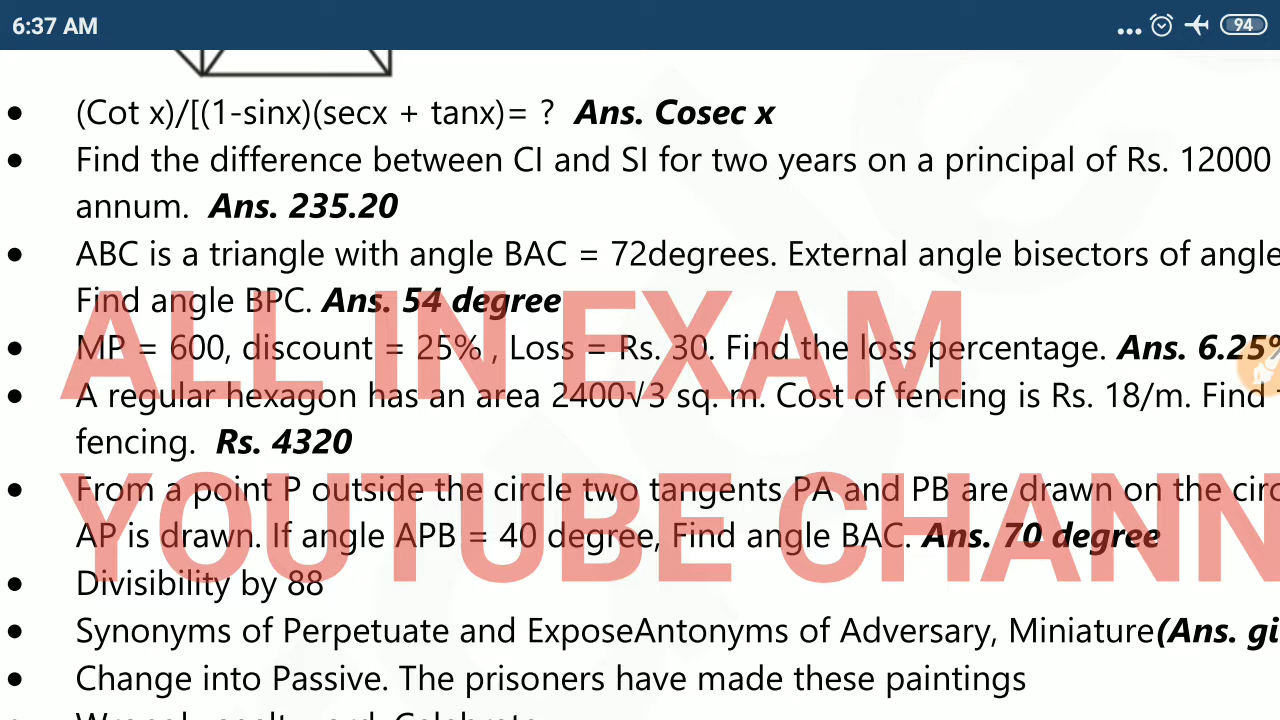 6:37 AM
94
• (Cot x)/[(1-sinx)(secx + tanx)= ? Ans. Cosec x
• Find the difference between CI and SI for two years on a principal of Rs. 12000
annum. Ans. 235.20
• ABC is a triangle with angle BAC = 72degrees. External angle bisectors of angle
Find angle BPC. Ans. 54 degree
• MP = 600, discount = 25% , Loss = Rs. 30. Find the loss percentage. Ans. 6.25%
• A regular hexagon has an area 2400√3 sq. m. Cost of fencing is Rs. 18/m. Find
fencing. Rs. 4320
• From a point P outside the circle two tangents PA and PB are drawn on the circ
AP is drawn. If angle APB = 40 degree, Find angle BAC. Ans. 70 degree
• Divisibility by 88
• Synonyms of Perpetuate and ExposeAntonyms of Adversary, Miniature(Ans. gi
• Change into Passive. The prisoners have made these paintings
ALL IN EXAM
YOUTUBE CHANN